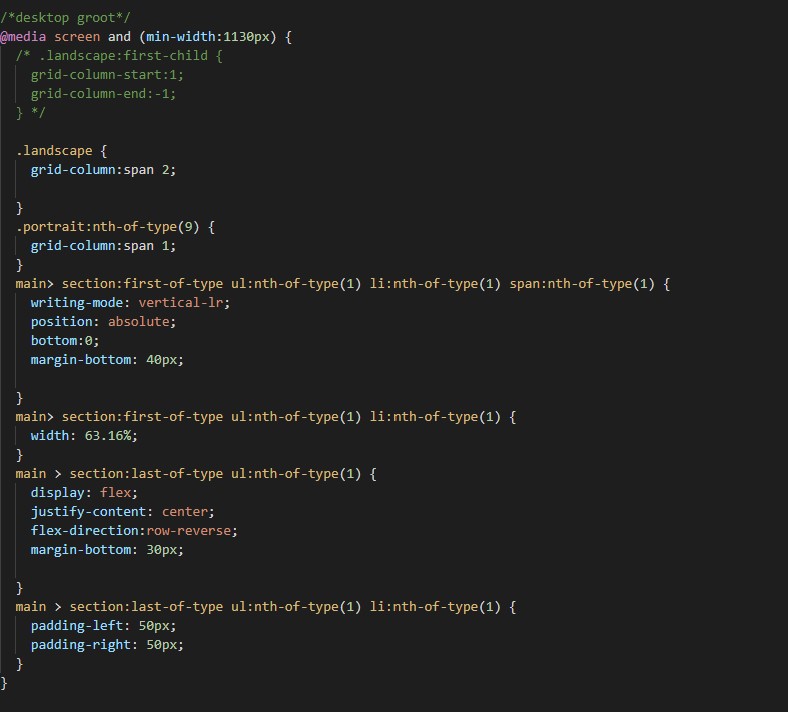 /*desktop groot*/
@media screen and (min-width:1130px) {
/* .landscape:first-child {
grid-column-start:1;
grid-column-end:-1;
} */
.landscape {
grid-column:span 2;
}
.portrait:nth-of-type(9) {
grid-column:span 1;
}
main> section:first-of-type ul:nth-of-type(1) li:nth-of-type(1) span:nth-of-type(1) {
writing-mode: vertical-lr;
position: absolute;
bottom:0;
margin-bottom: 40px;
}
main> section:first-of-type ul:nth-of-type(1) li:nth-of-type(1) {
width: 63.16%;
}
main > section:last-of-type ul:nth-of-type(1) {
display: flex;
justify-content: center;
flex-direction:row-reverse;
margin-bottom: 30px;
}
main > section:last-of-type ul:nth-of-type(1) li:nth-of-type(1) {
padding-left: 50px;
padding-right: 50px;
}
}